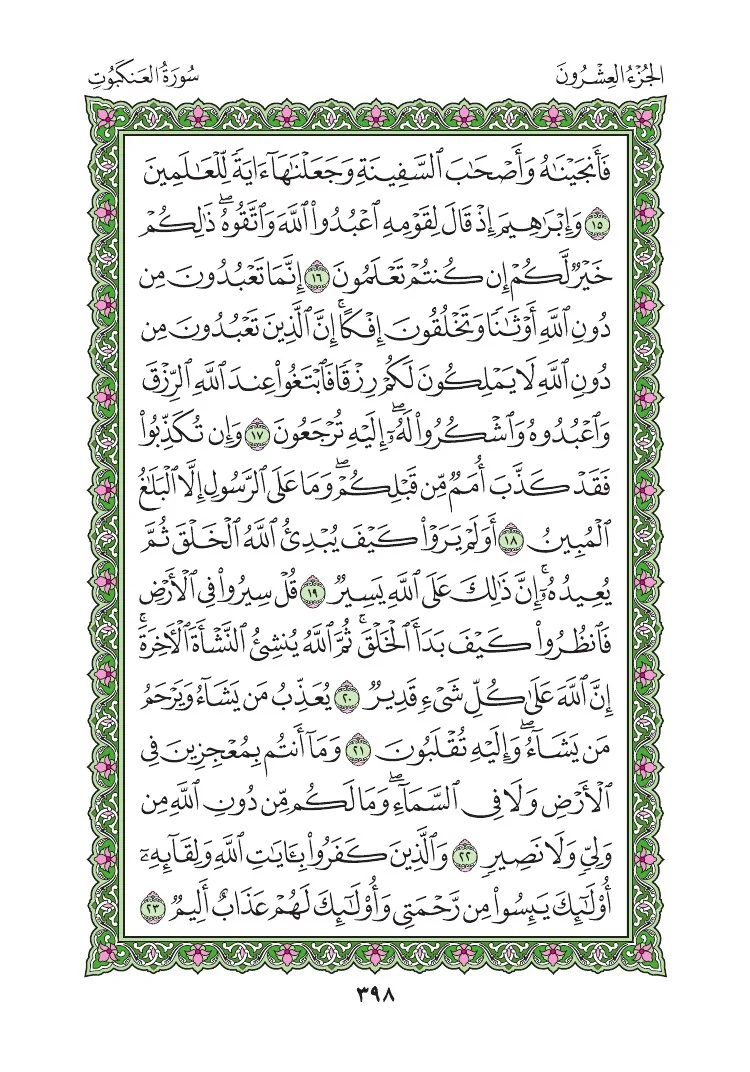 الجُزْءُ العِشْرُونَ
سُورَةُ العَنكَبُوتِ
فَأَنجَيْنَٰهُ وَأَصْحَٰبَ ٱلسَّفِينَةِ وَجَعَلْنَٰهَآ ءَايَةً لِّلْعَٰلَمِينَ
١٥ وَإِبْرَٰهِيمَ إِذْ قَالَ لِقَوْمِهِ ٱعْبُدُوا۟ ٱللَّهَ وَٱتَّقُوهُ ۖ ذَٰلِكُمْ
خَيْرٌ لَّكُمْ إِن كُنتُمْ تَعْلَمُونَ ١٦ إِنَّمَا تَعْبُدُونَ مِن
دُونِ ٱللَّهِ أَوْثَٰنًا وَتَخْلُقُونَ إِفْكًا ۚ إِنَّ ٱلَّذِينَ تَعْبُدُونَ مِن
دُونِ ٱللَّهِ لَا يَمْلِكُونَ لَكُمْ رِزْقًا فَٱبْتَغُوا۟ عِندَ ٱللَّهِ ٱلرِّزْقَ
وَٱعْبُدُوهُ وَٱشْكُرُوا۟ لَهُۥٓ ۖ إِلَيْهِ تُرْجَعُونَ ١٧ وَإِن تُكَذِّبُوا۟
فَقَدْ كَذَّبَ أُمَمٌ مِّن قَبْلِكُمْ ۖ وَمَا عَلَى ٱلرَّسُولِ إِلَّا ٱلْبَلَٰغُ
ٱلْمُبِينُ ١٨ أَوَلَمْ يَرَوْا۟ كَيْفَ يُبْدِئُ ٱللَّهُ ٱلْخَلْقَ ثُمَّ
يُعِيدُهُۥٓ ۚ إِنَّ ذَٰلِكَ عَلَى ٱللَّهِ يَسِيرٌ ١٩ قُلْ سِيرُوا۟ فِى ٱلْأَرْضِ
فَٱنظُرُوا۟ كَيْفَ بَدَأَ ٱلْخَلْقَ ۚ ثُمَّ ٱللَّهُ يُنشِئُ ٱلنَّشْأَةَ ٱلْءَاخِرَةَ ۚ
إِنَّ ٱللَّهَ عَلَىٰ كُلِّ شَىْءٍ قَدِيرٌ ٢٠ يُعَذِّبُ مَن يَشَآءُ وَيَرْحَمُ
مَن يَشَآءُ ۖ وَإِلَيْهِ تُقْلَبُونَ ٢١ وَمَآ أَنتُم بِمُعْجِزِينَ فِى
ٱلْأَرْضِ وَلَا فِى ٱلسَّمَآءِ ۖ وَمَا لَكُم مِّن دُونِ ٱللَّهِ مِن
وَلِىٍّ وَلَا نَصِيرٍ ٢٢ وَٱلَّذِينَ كَفَرُوا۟ بِـَٔايَٰتِ ٱللَّهِ وَلِقَآئِهِۦٓ
أُو۟لَٰٓئِكَ يَئِسُوا۟ مِن رَّحْمَتِى وَأُو۟لَٰٓئِكَ لَهُمْ عَذَابٌ أَلِيمٌ ٢٣
٣٩٨